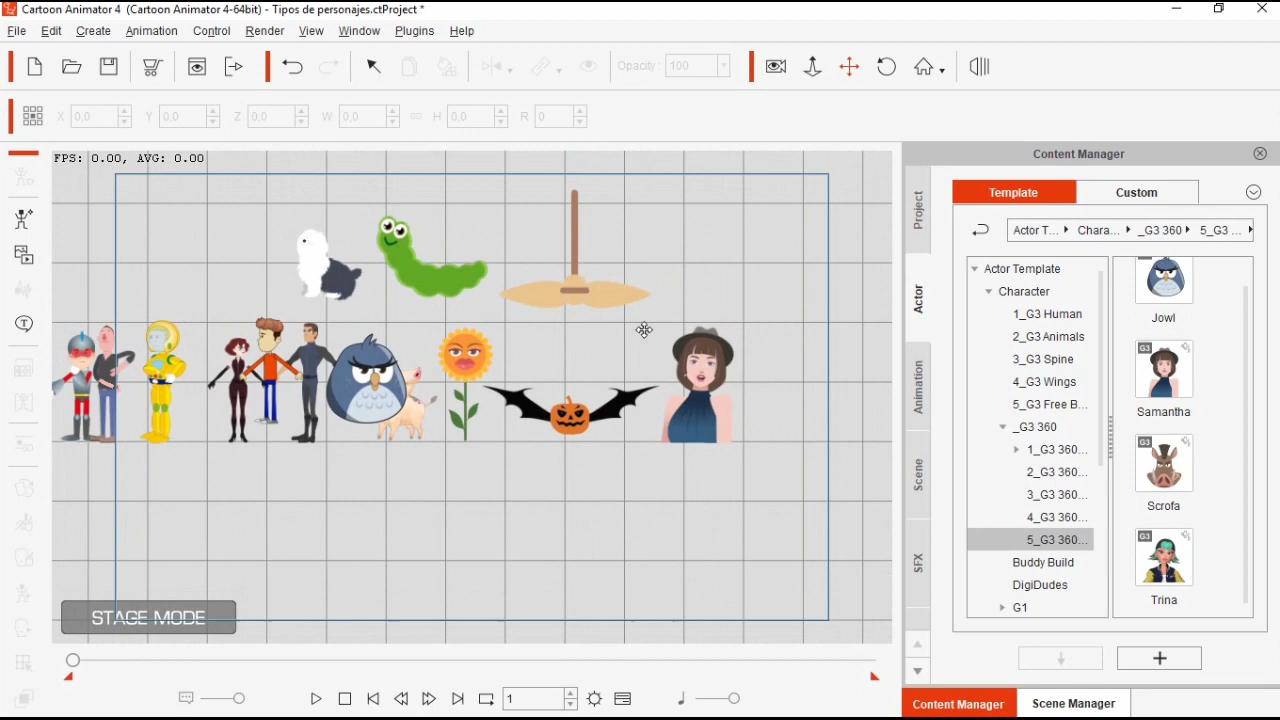 Cartoon Animator 4 (Cartoon Animator 4-64bit) - Tipos de personajes.ctProject *
File Edit Create Animation Control Render View Window Plugins Help
Opacity : 100
X 0,0 Y 0,0 Z 0,0 W 0,0 H 0,0 R 0
FPS: 0.00, AVG: 0.00
STAGE MODE
1
Content Manager
Project
Actor
Animation
Scene
SFX
Template Custom
Actor T... Chara... _G3 360 5_G3 ...
Actor Template
Character
1_G3 Human
2_G3 Animals
3_G3 Spine
4_G3 Wings
5_G3 Free B...
_G3 360
1_G3 360...
2_G3 360...
3_G3 360...
4_G3 360...
5_G3 360...
Buddy Build
DigiDudes
G1
Jowl
G3
Samantha
G3
Scrofa
G3
Trina
Content Manager Scene Manager